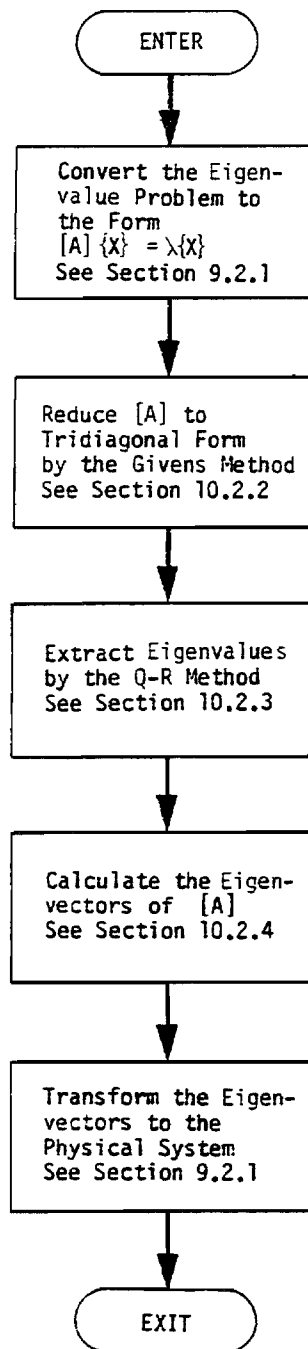 ENTER
Convert the Eigen-
value Problem to
the Form
[A] {X} = λ{X}
See Section 9.2.1
Reduce [A] to
Tridiagonal Form
by the Givens Method
See Section 10.2.2
Extract Eigenvalues
by the Q-R Method
See Section 10.2.3
Calculate the Eigen-
vectors of [A]
See Section 10.2.4
Transform the Eigen-
vectors to the
Physical System
See Section 9.2.1
EXIT